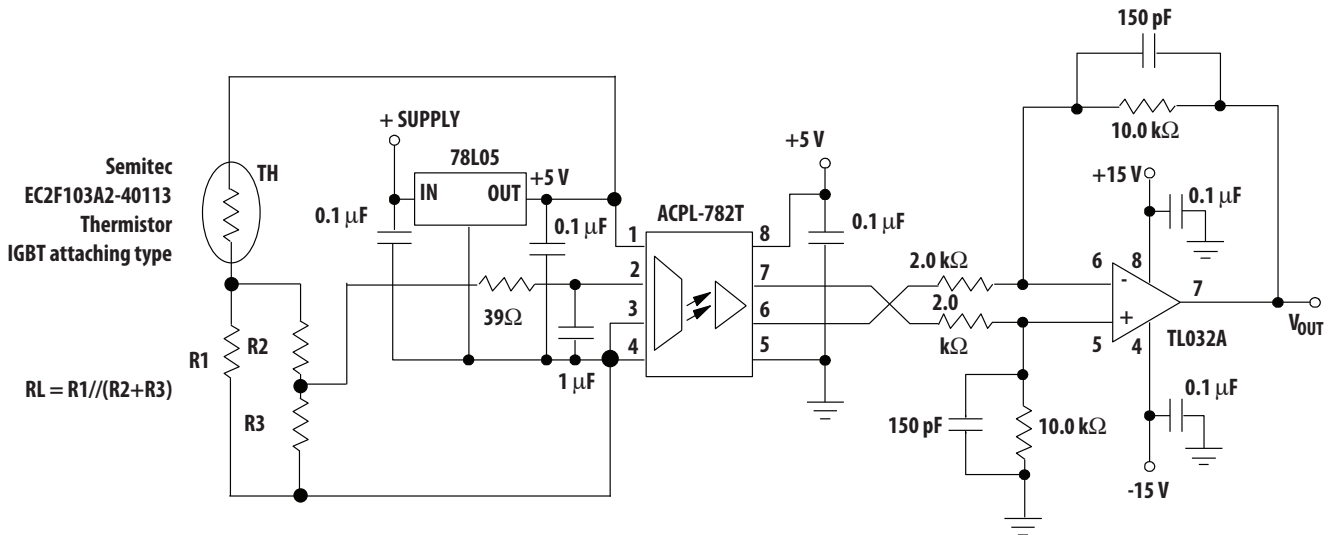 150 pF
10.0 kΩ
+ SUPPLY
78L05
IN
OUT
+5 V
Semitec
EC2F103A2-40113
Thermistor
IGBT attaching type
TH
0.1 μF
0.1 μF
ACPL-782T
1
2
3
4
8
7
6
5
+5 V
0.1 μF
39Ω
1 μF
R1
R2
R3
RL = R1//(R2+R3)
2.0 kΩ
2.0
kΩ
+15 V
0.1 μF
6
8
-
+
5
4
7
TL032A
VOUT
0.1 μF
-15 V
150 pF
10.0 kΩ